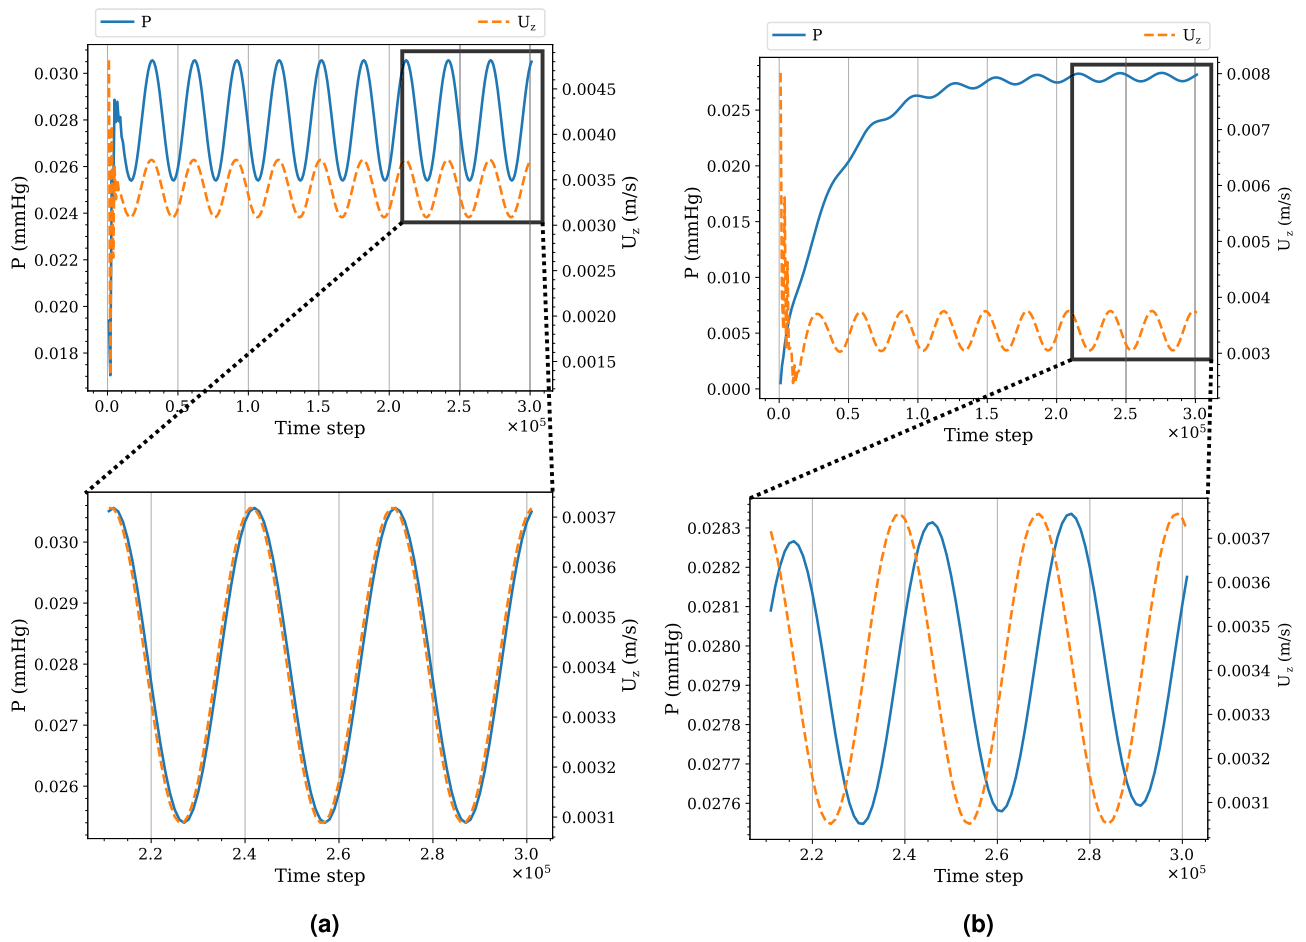 P
U_z
0.030
0.028
0.026
0.024
0.022
0.020
0.018
P (mmHg)
0.0045
0.0040
0.0035
0.0030
0.0025
0.0020
0.0015
U_z (m/s)
0.0 0.5 1.0 1.5 2.0 2.5 3.0
Time step
×10⁵
P
U_z
0.025
0.020
0.015
0.010
0.005
0.000
P (mmHg)
0.008
0.007
0.006
0.005
0.004
0.003
U_z (m/s)
0.0 0.5 1.0 1.5 2.0 2.5 3.0
Time step
×10⁵
0.030
0.029
0.028
0.027
0.026
P (mmHg)
0.0037
0.0036
0.0035
0.0034
0.0033
0.0032
0.0031
U_z (m/s)
2.2 2.4 2.6 2.8 3.0
Time step
×10⁵
(a)
0.0283
0.0282
0.0281
0.0280
0.0279
0.0278
0.0277
0.0276
P (mmHg)
0.0037
0.0036
0.0035
0.0034
0.0033
0.0032
0.0031
U_z (m/s)
2.2 2.4 2.6 2.8 3.0
Time step
×10⁵
(b)